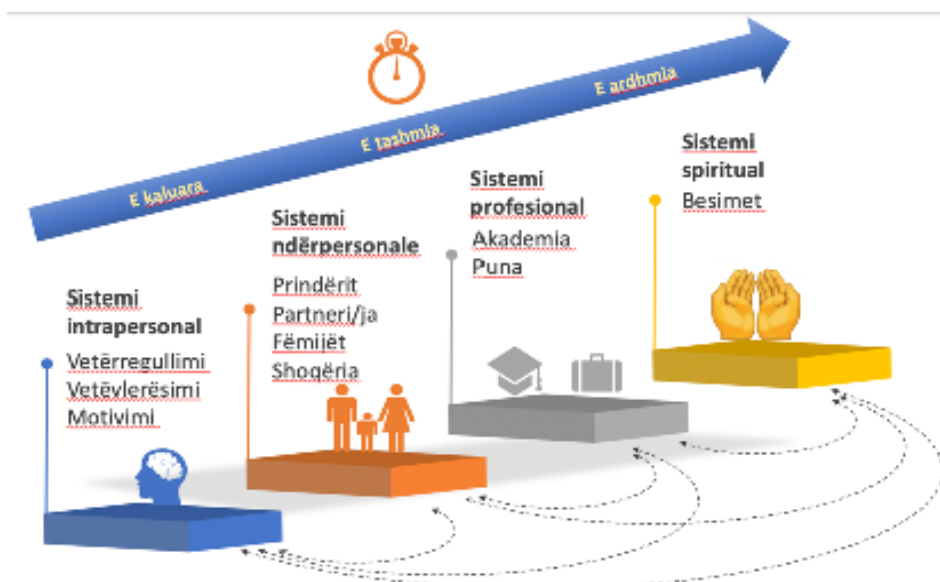 E kaluara
E tashmia
E ardhmja
Sistemi
intrapersonal
Vetërregullimi
Vetëvlerësimi
Motivimi
Sistemi
ndërpersonale
Prindërit
Partneri/ja
Fëmijët
Shoqëria
Sistemi
profesional
Akademia
Puna
Sistemi
spiritual
Besimet